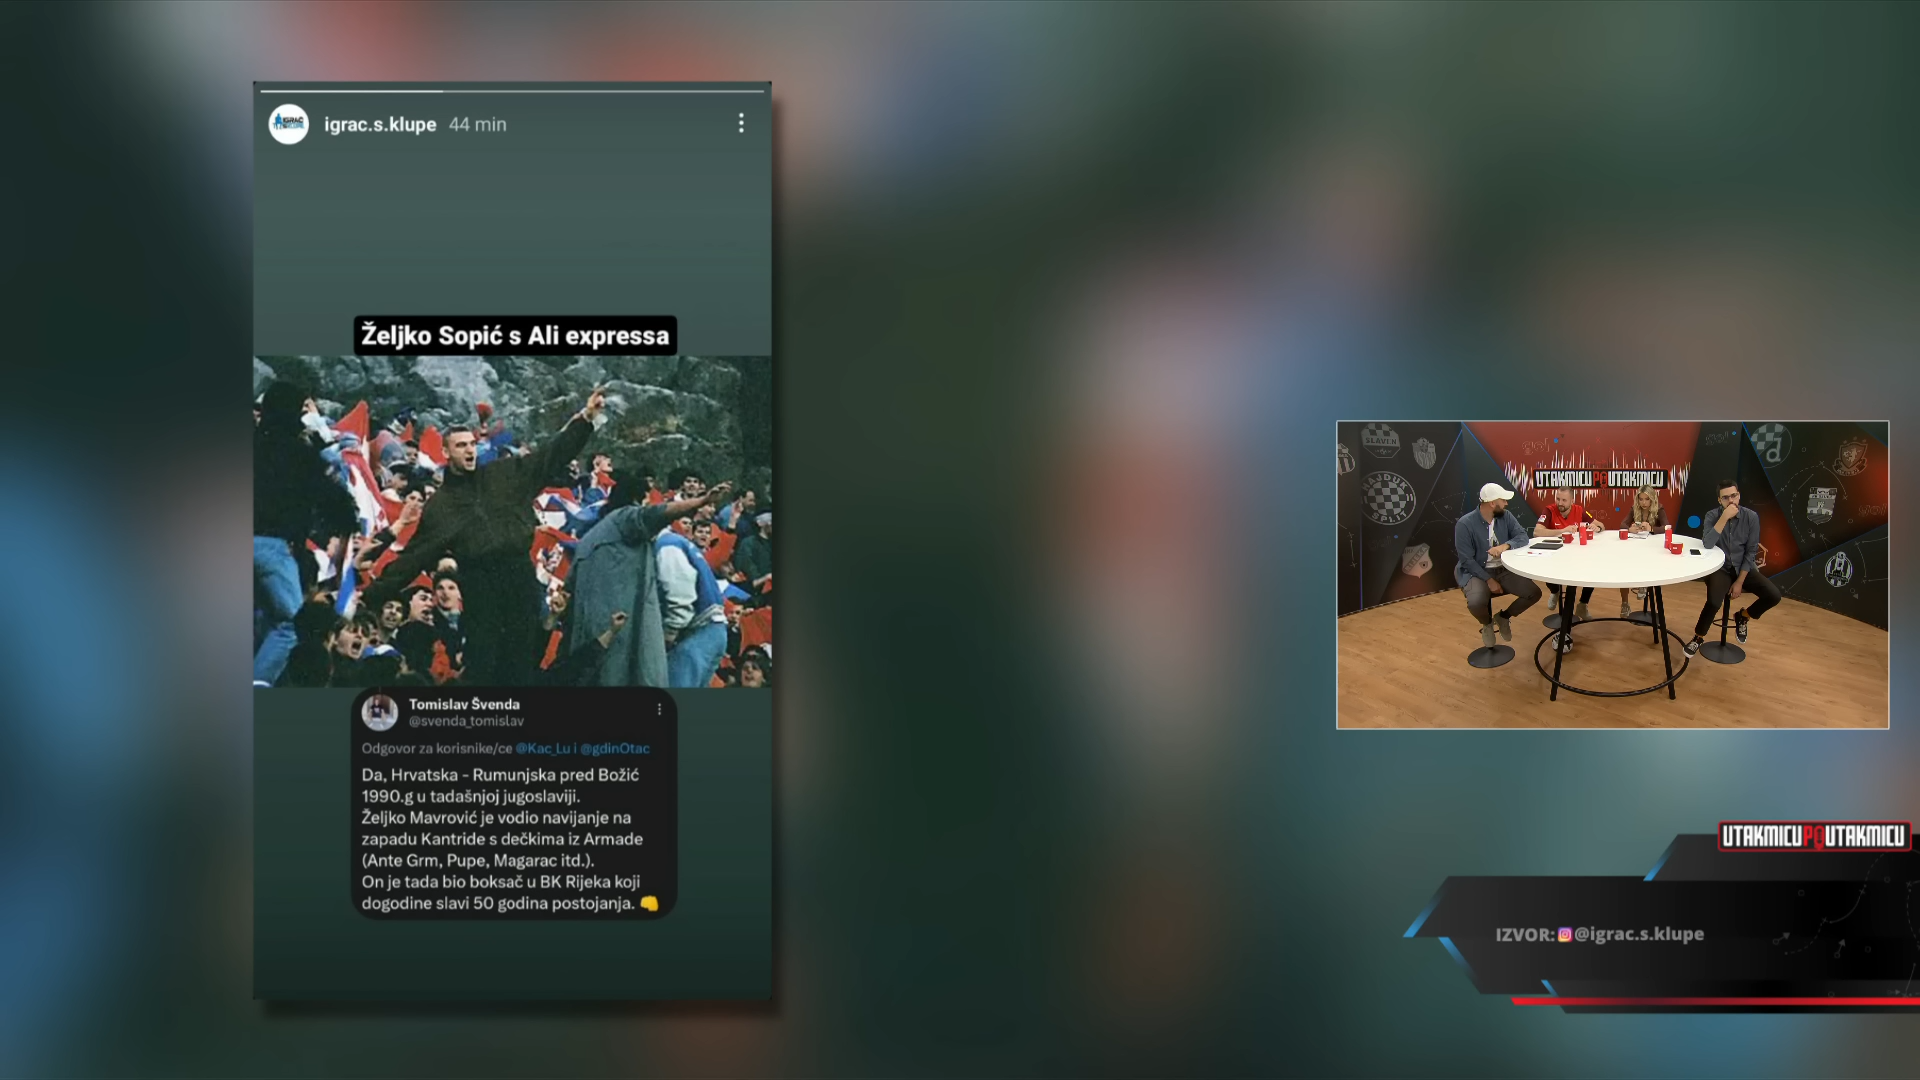 igrac.s.klupe 44 min
Željko Sopić s Ali expressa
Tomislav Švenda
@svenda_tomislav
Odgovor za korisnike/ce @Kac_Lu i @gdinOtac
Da, Hrvatska - Rumunjska pred Božić
1990.g u tadašnjoj jugoslaviji.
Željko Mavrović je vodio navijanje na
zapadu Kantride s dečkima iz Armade
(Ante Grm, Pupe, Magarac itd.).
On je tada bio boksač u BK Rijeka koji
dogodine slavi 50 godina postojanja. 👊
SLAVEN
HAJDUK
SPLIT
UTAKMICU PO UTAKMICU
UTAKMICU PO UTAKMICU
IZVOR: @igrac.s.klupe